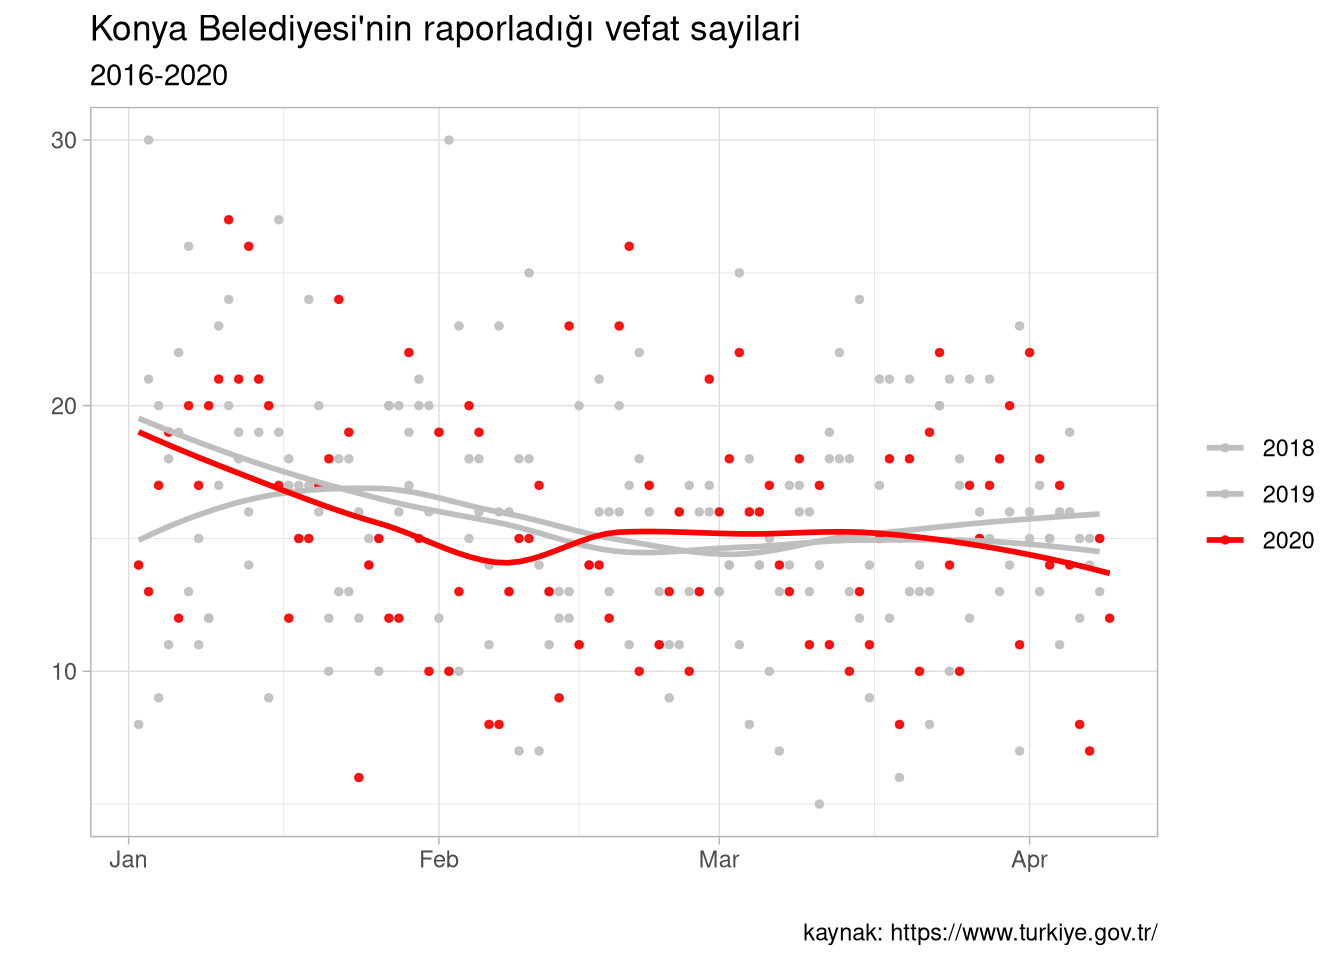 Konya Belediyesi'nin raporladığı vefat sayilari
2016-2020
30
20
10
Jan Feb Mar Apr
2018
2019
2020
kaynak: https://www.turkiye.gov.tr/